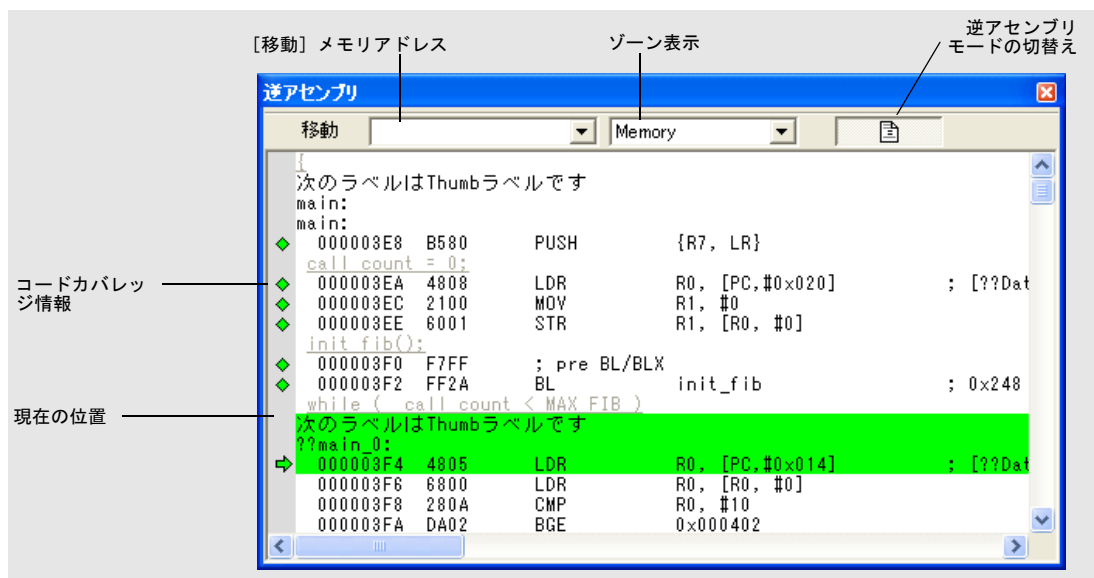 [移動] メモリアドレス
ゾーン表示
逆アセンブリ
モードの切替え
逆アセンブリ
移動
Memory
{
次のラベルはThumbラベルです
main:
main:
000003E8 B580 PUSH {R7, LR}
call count = 0;
コードカバレッ
ジ情報
000003EA 4808 LDR R0, [PC,#0x020] ; [??Dat
000003EC 2100 MOV R1, #0
000003EE 6001 STR R1, [R0, #0]
init fib();
000003F0 F7FF ; pre BL/BLX
000003F2 FF2A BL init_fib ; 0x248
while ( call count < MAX FIB )
現在の位置
次のラベルはThumbラベルです
??main_0:
000003F4 4805 LDR R0, [PC,#0x014] ; [??Dat
000003F6 6800 LDR R0, [R0, #0]
000003F8 280A CMP R0, #10
000003FA DA02 BGE 0x000402